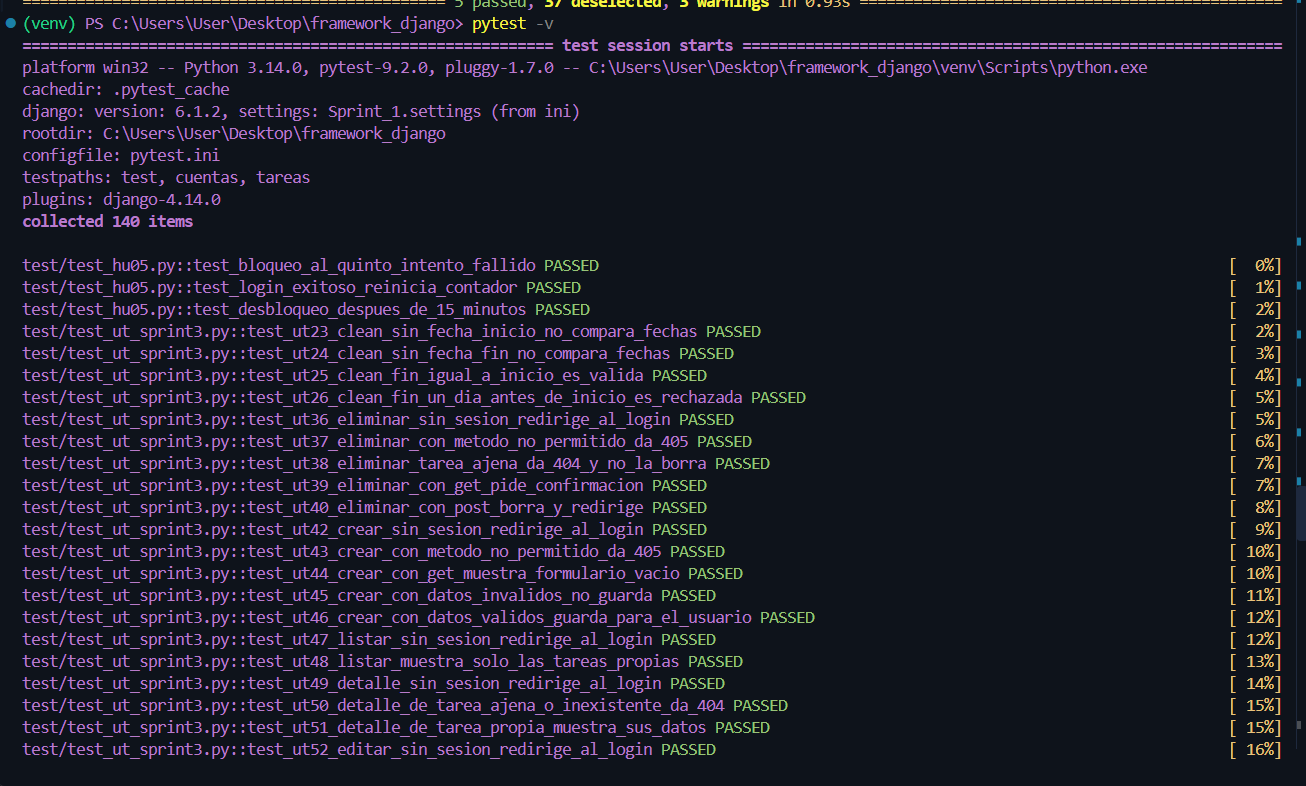 ============================================== 5 passed, 37 deselected, 3 warnings in 0.93s ===============================================
(venv) PS C:\Users\User\Desktop\framework_django> pytest -v
=========================================================== test session starts ============================================================
platform win32 -- Python 3.14.0, pytest-9.2.0, pluggy-1.7.0 -- C:\Users\User\Desktop\framework_django\venv\Scripts\python.exe
cachedir: .pytest_cache
django: version: 6.1.2, settings: Sprint_1.settings (from ini)
rootdir: C:\Users\User\Desktop\framework_django
configfile: pytest.ini
testpaths: test, cuentas, tareas
plugins: django-4.14.0
collected 140 items
test/test_hu05.py::test_bloqueo_al_quinto_intento_fallido PASSED [  0%]
test/test_hu05.py::test_login_exitoso_reinicia_contador PASSED [  1%]
test/test_hu05.py::test_desbloqueo_despues_de_15_minutos PASSED [  2%]
test/test_ut_sprint3.py::test_ut23_clean_sin_fecha_inicio_no_compara_fechas PASSED [  2%]
test/test_ut_sprint3.py::test_ut24_clean_sin_fecha_fin_no_compara_fechas PASSED [  3%]
test/test_ut_sprint3.py::test_ut25_clean_fin_igual_a_inicio_es_valida PASSED [  4%]
test/test_ut_sprint3.py::test_ut26_clean_fin_un_dia_antes_de_inicio_es_rechazada PASSED [  5%]
test/test_ut_sprint3.py::test_ut36_eliminar_sin_sesion_redirige_al_login PASSED [  5%]
test/test_ut_sprint3.py::test_ut37_eliminar_con_metodo_no_permitido_da_405 PASSED [  6%]
test/test_ut_sprint3.py::test_ut38_eliminar_tarea_ajena_da_404_y_no_la_borra PASSED [  7%]
test/test_ut_sprint3.py::test_ut39_eliminar_con_get_pide_confirmacion PASSED [  7%]
test/test_ut_sprint3.py::test_ut40_eliminar_con_post_borra_y_redirige PASSED [  8%]
test/test_ut_sprint3.py::test_ut42_crear_sin_sesion_redirige_al_login PASSED [  9%]
test/test_ut_sprint3.py::test_ut43_crear_con_metodo_no_permitido_da_405 PASSED [ 10%]
test/test_ut_sprint3.py::test_ut44_crear_con_get_muestra_formulario_vacio PASSED [ 10%]
test/test_ut_sprint3.py::test_ut45_crear_con_datos_invalidos_no_guarda PASSED [ 11%]
test/test_ut_sprint3.py::test_ut46_crear_con_datos_validos_guarda_para_el_usuario PASSED [ 12%]
test/test_ut_sprint3.py::test_ut47_listar_sin_sesion_redirige_al_login PASSED [ 12%]
test/test_ut_sprint3.py::test_ut48_listar_muestra_solo_las_tareas_propias PASSED [ 13%]
test/test_ut_sprint3.py::test_ut49_detalle_sin_sesion_redirige_al_login PASSED [ 14%]
test/test_ut_sprint3.py::test_ut50_detalle_de_tarea_ajena_o_inexistente_da_404 PASSED [ 15%]
test/test_ut_sprint3.py::test_ut51_detalle_de_tarea_propia_muestra_sus_datos PASSED [ 15%]
test/test_ut_sprint3.py::test_ut52_editar_sin_sesion_redirige_al_login PASSED [ 16%]